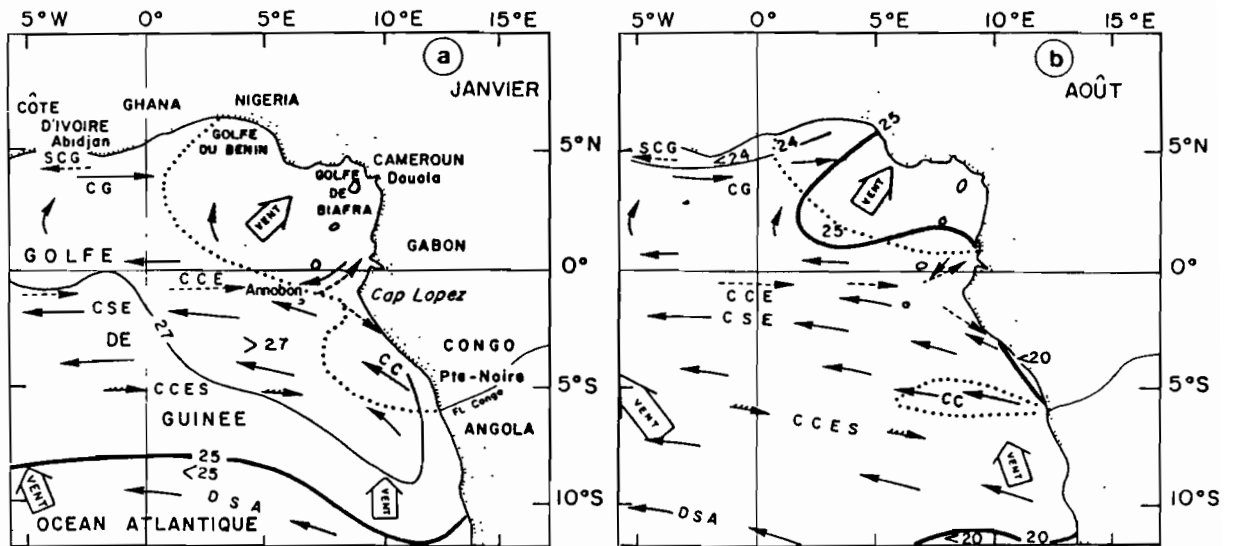 5°W 0° 5°E 10°E 15°E
a
JANVIER
CÔTE
D'IVOIRE
Abidjan
GHANA
NIGERIA
GOLFE
DU BENIN
5°N
SCG
CG
CAMEROUN
Douala
GOLFE
DE
BIAFRA
VENT
GABON
GOLFE
0°
CCE
Annobon
Cap Lopez
CSE
27
DE
> 27
CC
CONGO
Pte-Noire
5°S
CCES
Fl. Congo
GUINEE
ANGOLA
25
<25
VENT
VENT
DSA
10°S
OCEAN ATLANTIQUE
5°W 0° 5°E 10°E 15°E
b
AOÛT
25
5°N
SCG
<24
24
CG
VENT
25
0°
CCE
CSE
<20
5°S
CC
VENT
CCES
VENT
10°S
DSA
<20
20